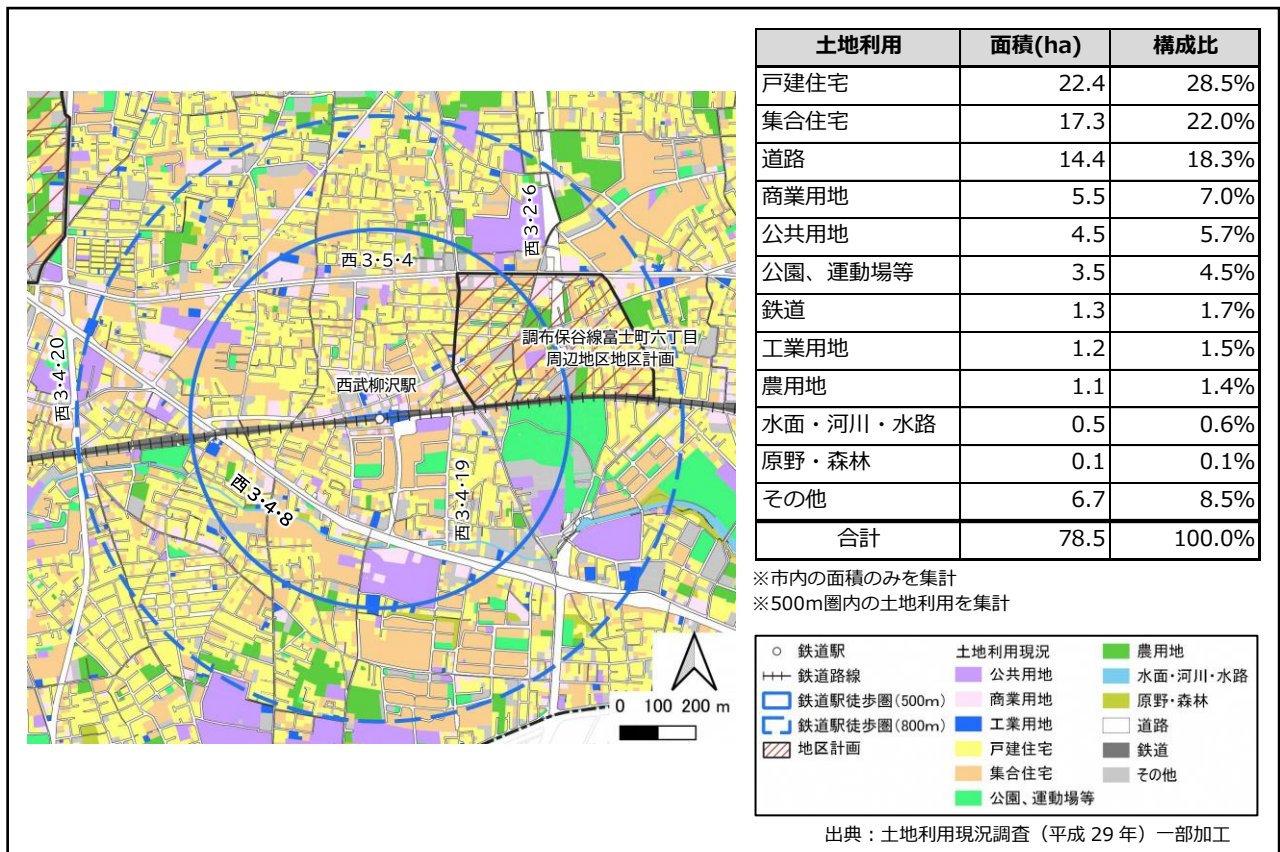 西3・2・6
西3・5・4
調布保谷線富士町六丁目
周辺地区地区計画
西3・4・20
西武柳沢駅
西3・4・8
西3・4・19
0 100 200 m
土地利用 面積(ha) 構成比
戸建住宅 22.4 28.5%
集合住宅 17.3 22.0%
道路 14.4 18.3%
商業用地 5.5 7.0%
公共用地 4.5 5.7%
公園、運動場等 3.5 4.5%
鉄道 1.3 1.7%
工業用地 1.2 1.5%
農用地 1.1 1.4%
水面・河川・水路 0.5 0.6%
原野・森林 0.1 0.1%
その他 6.7 8.5%
合計 78.5 100.0%
※市内の面積のみを集計
※500m圏内の土地利用を集計
鉄道駅
鉄道路線
鉄道駅徒歩圏(500m)
鉄道駅徒歩圏(800m)
地区計画
土地利用現況
公共用地
商業用地
工業用地
戸建住宅
集合住宅
公園、運動場等
農用地
水面・河川・水路
原野・森林
道路
鉄道
その他
出典：土地利用現況調査（平成 29 年）一部加工